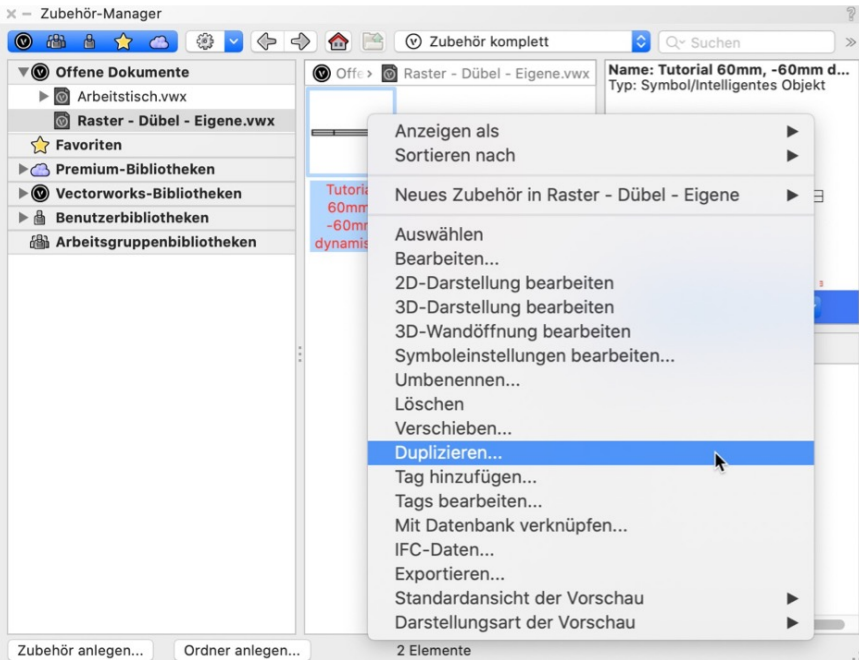 Zubehör-Manager
Zubehör komplett
Suchen
Offene Dokumente
Arbeitstisch.vwx
Raster - Dübel - Eigene.vwx
Favoriten
Premium-Bibliotheken
Vectorworks-Bibliotheken
Benutzerbibliotheken
Arbeitsgruppenbibliotheken
Raster - Dübel - Eigene.vwx
60mm
Name: Tutorial 60mm, -60mm d...
Typ: Symbol/Intelligentes Objekt
Anzeigen als
Sortieren nach
Neues Zubehör in Raster - Dübel - Eigene
Auswählen
Bearbeiten...
2D-Darstellung bearbeiten
3D-Darstellung bearbeiten
3D-Wandöffnung bearbeiten
Symboleinstellungen bearbeiten...
Umbenennen...
Löschen
Verschieben...
Duplizieren...
Tag hinzufügen...
Tags bearbeiten...
Mit Datenbank verknüpfen...
IFC-Daten...
Exportieren...
Standardansicht der Vorschau
Darstellungsart der Vorschau
Zubehör anlegen...
Ordner anlegen...
2 Elemente